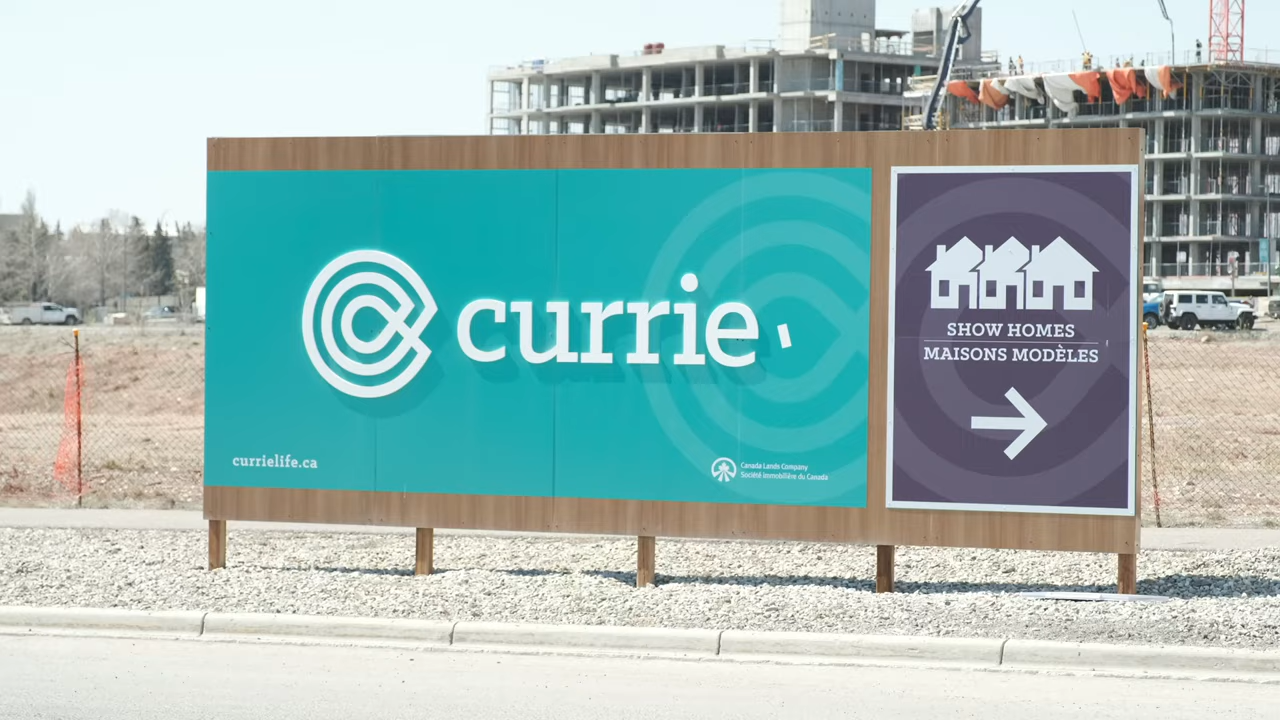 currie
currielife.ca
Canada Lands Company
Société immobilière du Canada
SHOW HOMES
MAISONS MODÈLES